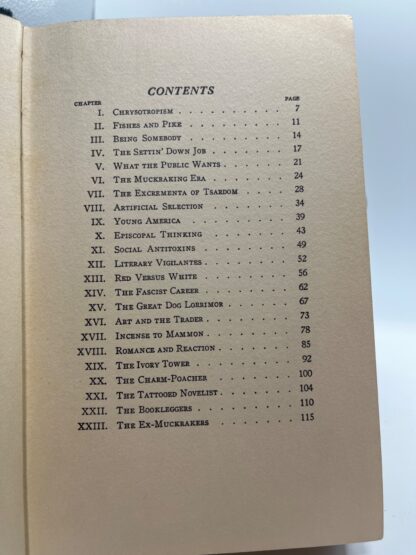 CONTENTS
CHAPTER PAGE
I. Chrysotropism . . . . . . . . . . 7
II. Fishes and Pike . . . . . . . . . 11
III. Being Somebody . . . . . . . . . 14
IV. The Settin' Down Job . . . . . . . 17
V. What the Public Wants . . . . . . . 21
VI. The Muckraking Era . . . . . . . 24
VII. The Excrementa of Tsardom . . . . . 28
VIII. Artificial Selection . . . . . . . . 34
IX. Young America . . . . . . . . . 39
X. Episcopal Thinking . . . . . . . . 43
XI. Social Antitoxins . . . . . . . . 49
XII. Literary Vigilantes . . . . . . . . 52
XIII. Red Versus White . . . . . . . . 56
XIV. The Fascist Career . . . . . . . . 62
XV. The Great Dog Lorrimor . . . . . . 67
XVI. Art and the Trader . . . . . . . 73
XVII. Incense to Mammon . . . . . . . 78
XVIII. Romance and Reaction . . . . . . . 85
XIX. The Ivory Tower . . . . . . . . 92
XX. The Charm-Poacher . . . . . . . 100
XXI. The Tattooed Novelist . . . . . . 104
XXII. The Bookleggers . . . . . . . . 110
XXIII. The Ex-Muckrakers . . . . . . . 115